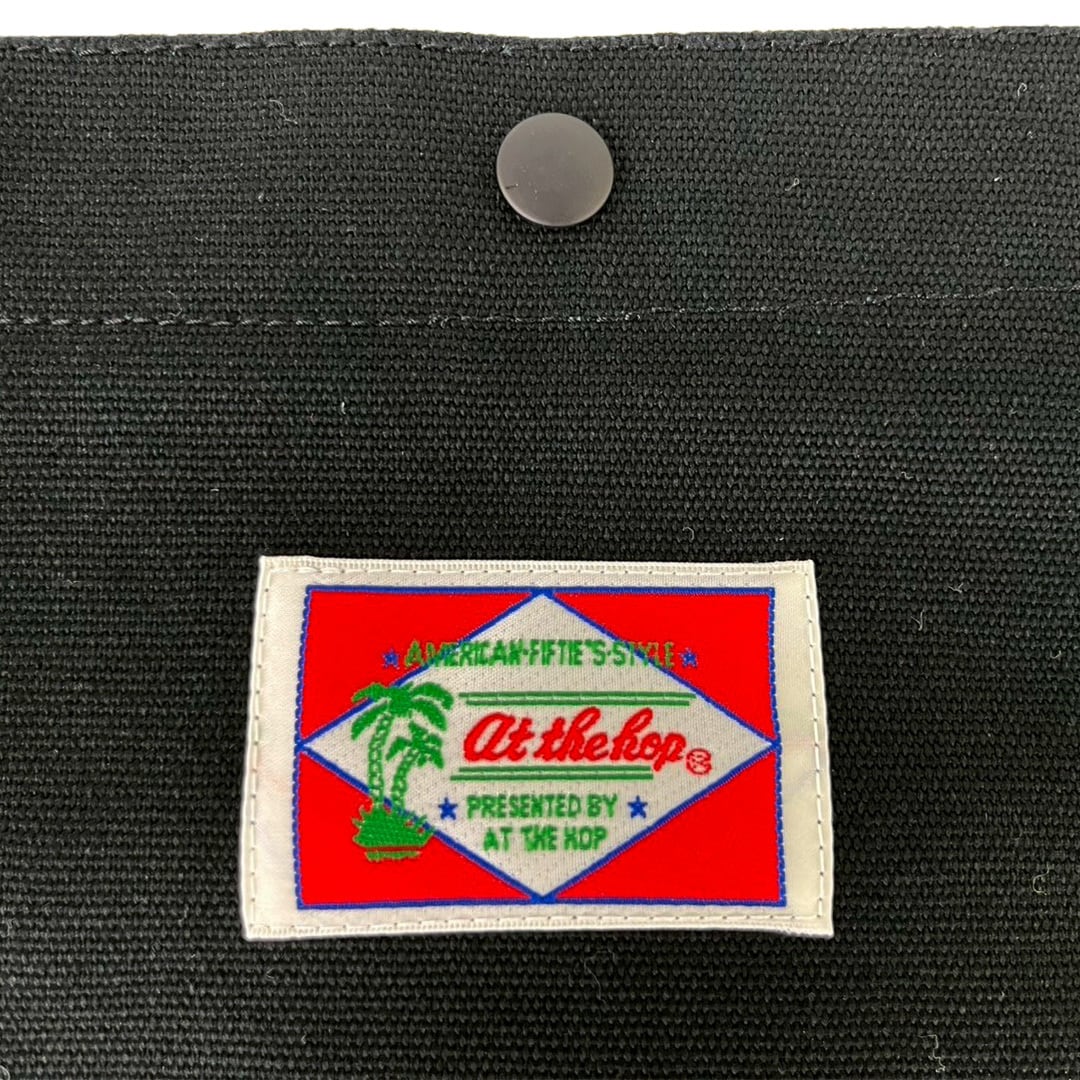 ★AMERICAN-FIFTIE'S-STYLE★
At the hop®
★PRESENTED BY★
AT THE HOP